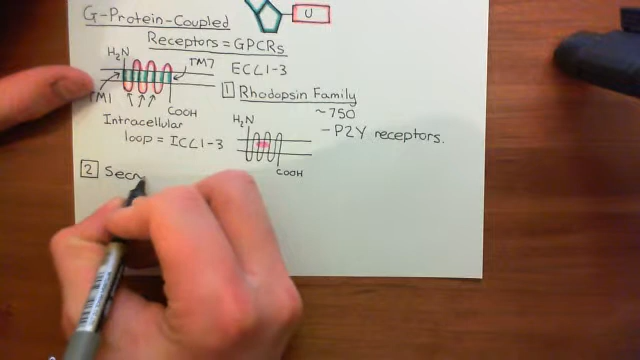 G-Protein-Coupled
Receptors = GPCRs
U
H₂N
TM7
TM1
COOH
ECL1-3
Intracellular
loop = ICL1-3
1 Rhodopsin Family
~750
- P2Y receptors.
H₂N
COOH
2 Secr